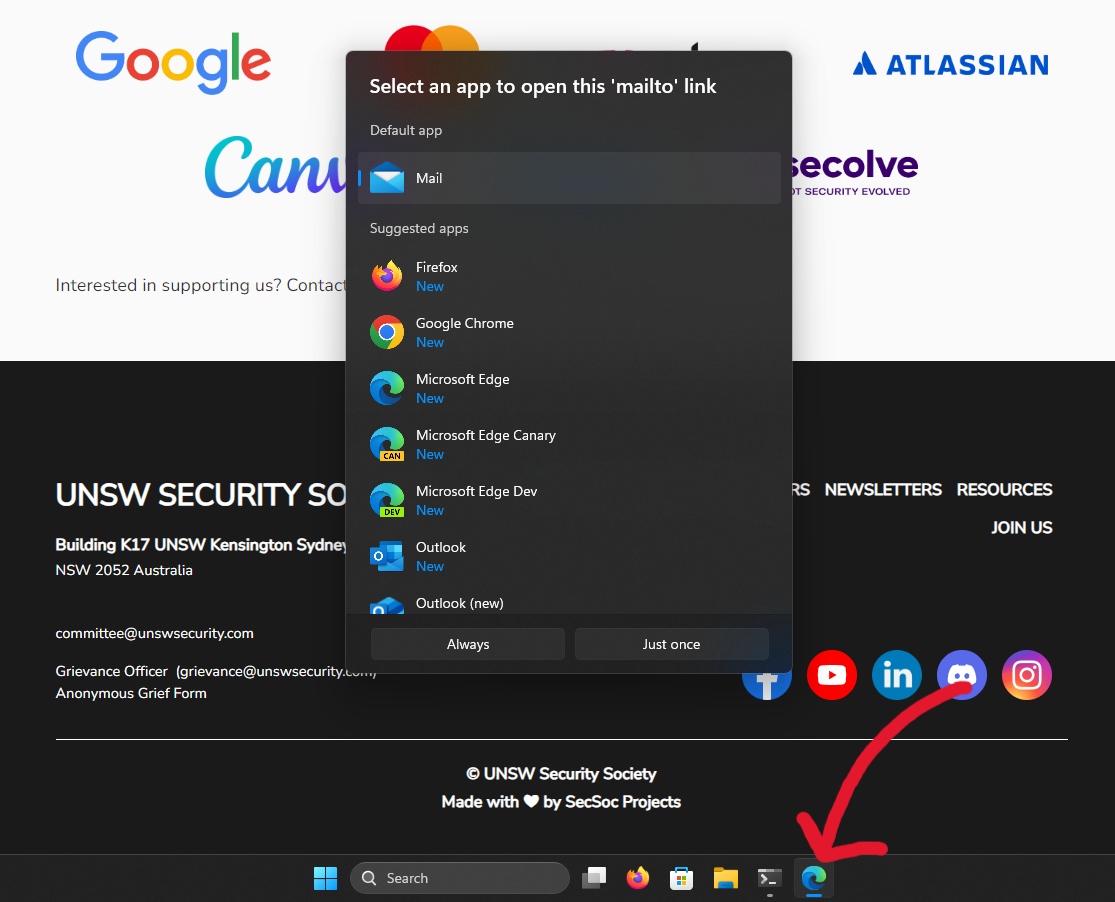 Google
ATLASSIAN
Select an app to open this 'mailto' link
Default app
Mail
secolve
SECURITY EVOLVED
Suggested apps
Firefox
New
Interested in supporting us? Contact
Google Chrome
New
Microsoft Edge
New
Microsoft Edge Canary
CAN
New
Microsoft Edge Dev
DEV
New
UNSW SECURITY
NEWSLETTERS
RESOURCES
JOIN US
Building K17 UNSW Kensington Sydney
NSW 2052 Australia
Outlook
New
Outlook (new)
committee@unswsecurity.com
Always
Just once
Grievance Officer (grievance@unswsecurity.com)
Anonymous Grief Form
© UNSW Security Society
Made with ❤ by SecSoc Projects
Search